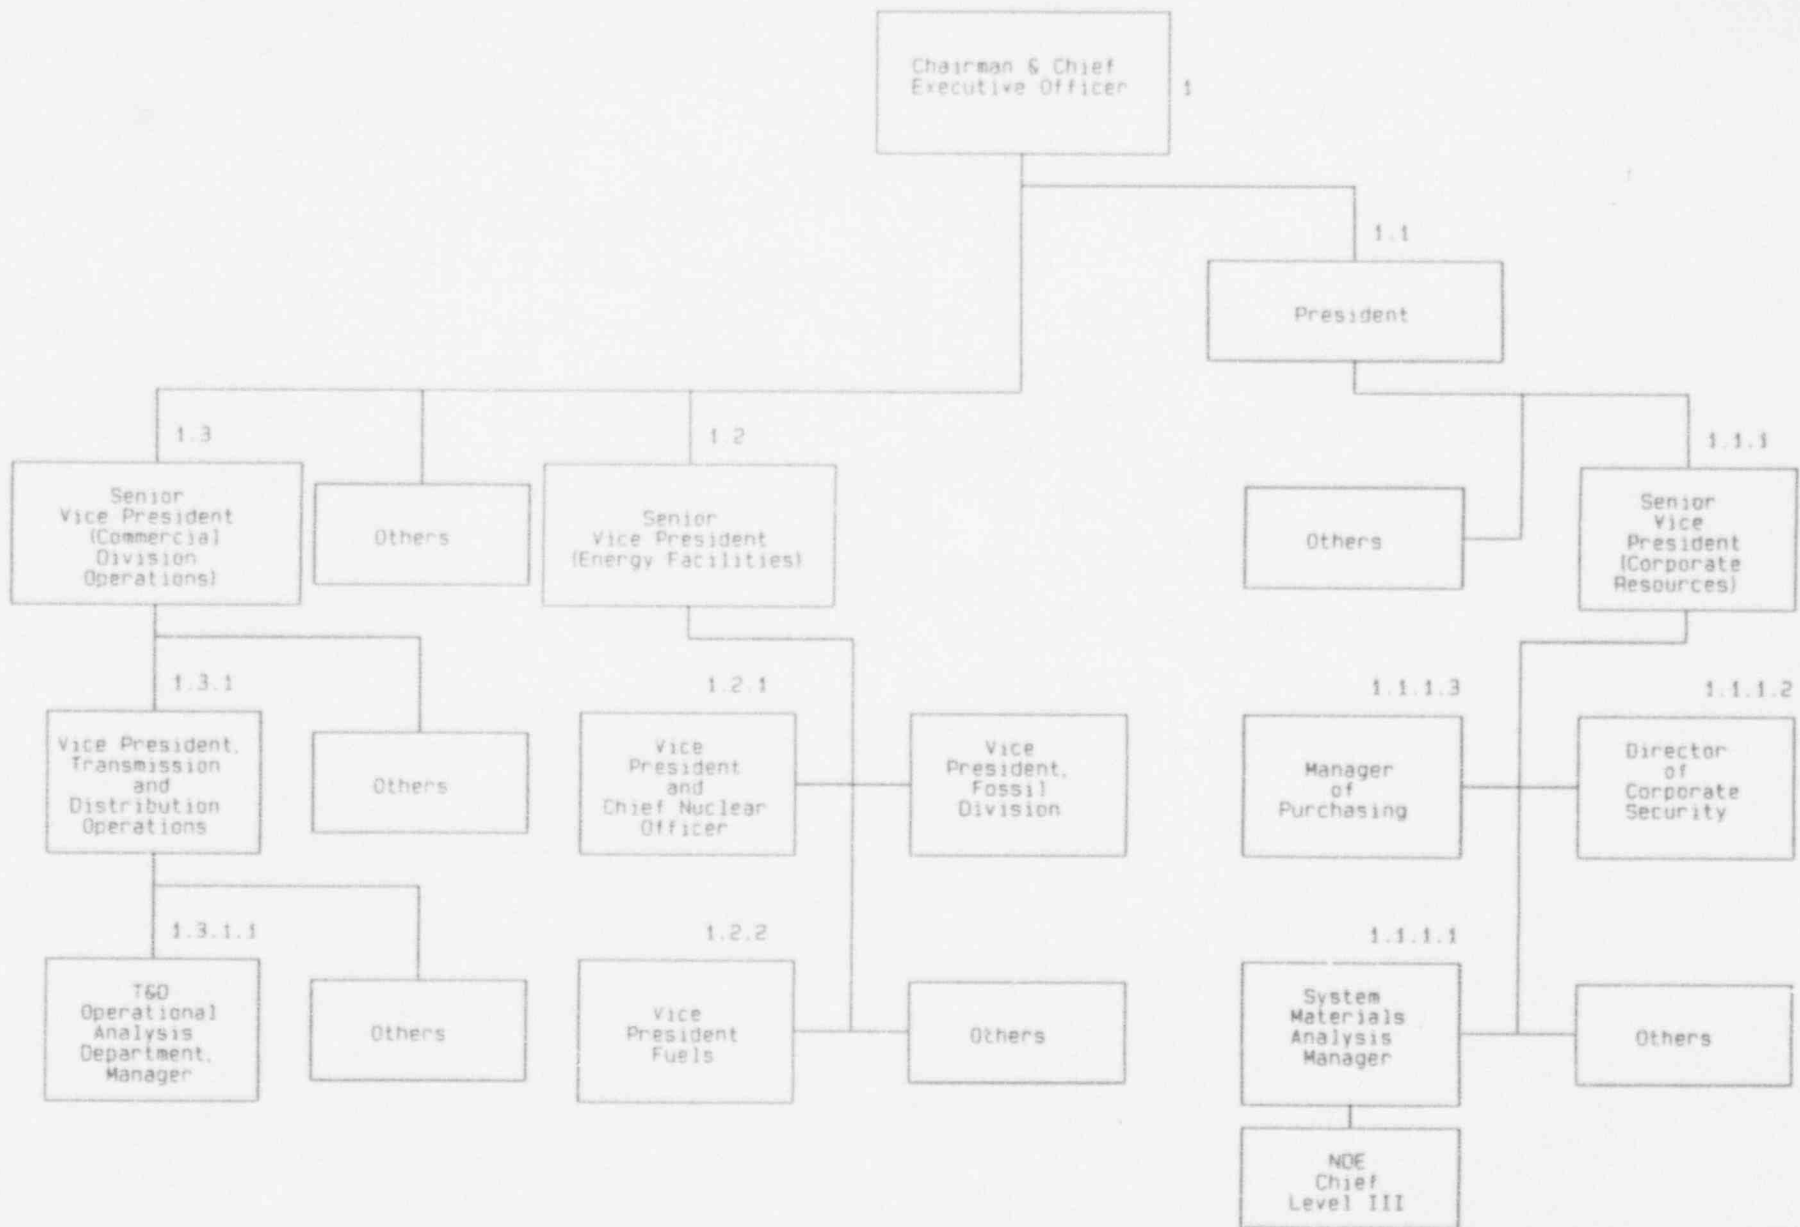 Chairman & Chief
Executive Officer
1
1.1
President
1.3
1.2
1.1.1
Senior
Vice President
(Commercial
Division
Operations)
Others
Senior
Vice President
(Energy Facilities)
Others
Senior
Vice
President
(Corporate
Resources)
1.3.1
1.2.1
1.1.1.3
1.1.1.2
Vice President,
Transmission
and
Distribution
Operations
Others
Vice
President
and
Chief Nuclear
Officer
Vice
President,
Fossil
Division
Manager
of
Purchasing
Director
of
Corporate
Security
1.3.1.1
1.2.2
1.1.1.1
T&D
Operational
Analysis
Department,
Manager
Others
Vice
President
Fuels
Others
System
Materials
Analysis
Manager
Others
NDE
Chief
Level III